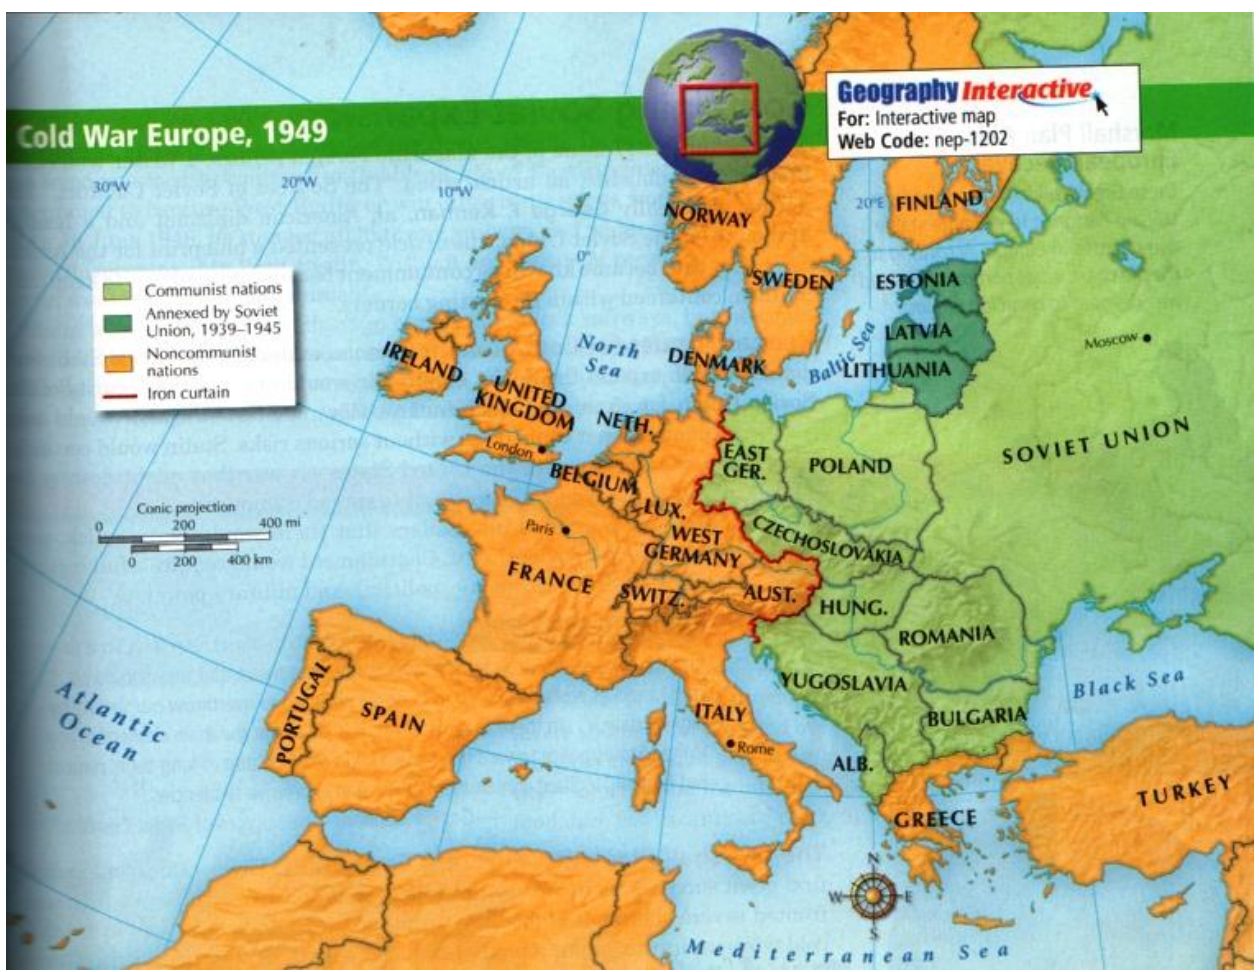 Geography Interactive
For: Interactive map
Web Code: nep-1202
Cold War Europe, 1949
30°W
20°W
10°W
0°
20°E
Communist nations
Annexed by Soviet
Union, 1939–1945
Noncommunist
nations
Iron curtain
NORWAY
SWEDEN
FINLAND
ESTONIA
LATVIA
LITHUANIA
Baltic Sea
Moscow
SOVIET UNION
North
Sea
DENMARK
IRELAND
UNITED
KINGDOM
London
NETH.
BELGIUM
LUX.
EAST
GER.
POLAND
Conic projection
0 200 400 mi
0 200 400 km
Paris
FRANCE
WEST
GERMANY
CZECHOSLOVAKIA
SWITZ.
AUST.
HUNG.
ROMANIA
YUGOSLAVIA
BULGARIA
Black Sea
Atlantic
Ocean
PORTUGAL
SPAIN
ITALY
Rome
ALB.
GREECE
TURKEY
N
W E
S
Mediterranean Sea